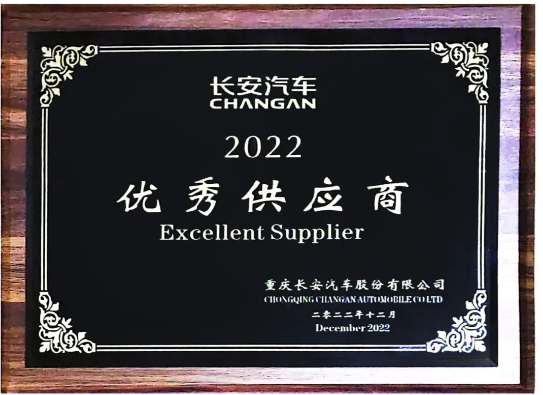 长安汽车
CHANGAN
2022
优秀供应商
Excellent Supplier
重庆长安汽车股份有限公司
CHONGQING CHANGAN AUTOMOBILE CO LTD
二零二二年十二月
December 2022